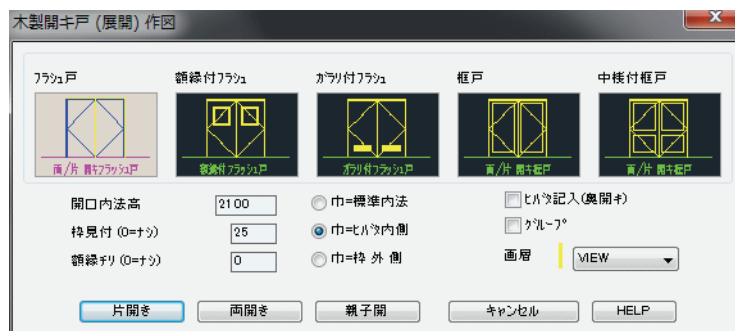 木製開キ戸 (展開) 作図
フラシュ戸 額縁付フラシュ ガラリ付フラシュ 框戸 中棧付框戸
両/片 開キフラッシュ戸 額縁付フラッシュ戸 ガラリ付フラッシュ戸 両/片 開キ框戸 両/片 開キ框戸
開口内法高 2100 巾=標準内法 ヒバタ記入(奥開キ)
枠見付 (0=ナシ) 25 巾=ヒバタ内側 グループ
額縁チリ (0=ナシ) 0 巾=枠 外 側 画層 VIEW
片開き 両開き 親子開 キャンセル HELP